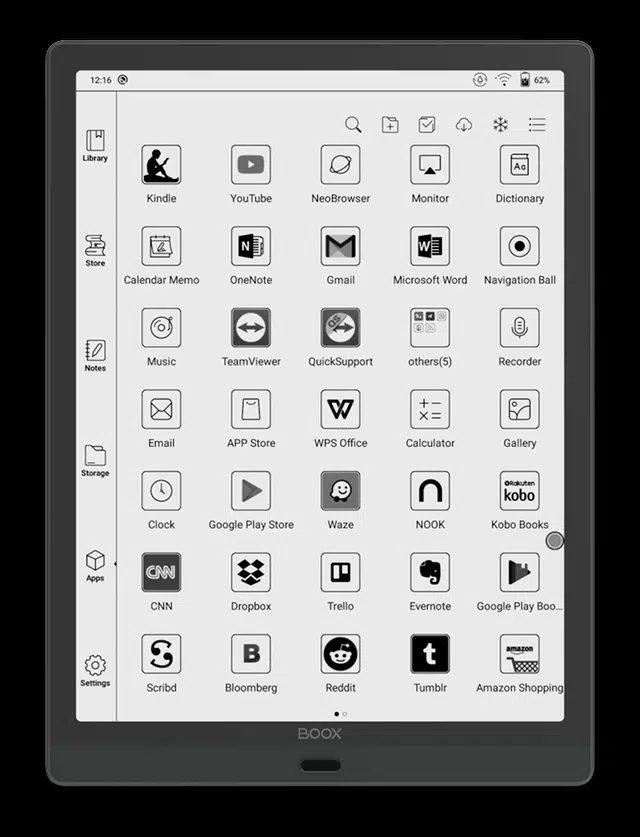 12:16
62%
Library
Store
Notes
Storage
Apps
Settings
Kindle
YouTube
NeoBrowser
Monitor
Aa
Dictionary
Calendar Memo
N
OneNote
Gmail
W
Microsoft Word
Navigation Ball
Music
TeamViewer
QS
QuickSupport
others(5)
Recorder
Email
APP Store
W
WPS Office
Calculator
Gallery
Clock
Google Play Store
Waze
NOOK
Rakuten
kobo
Kobo Books
CNN
CNN
Dropbox
Trello
Evernote
Google Play Boo...
Scribd
B
Bloomberg
Reddit
t
Tumblr
amazon
Amazon Shopping
BOOX